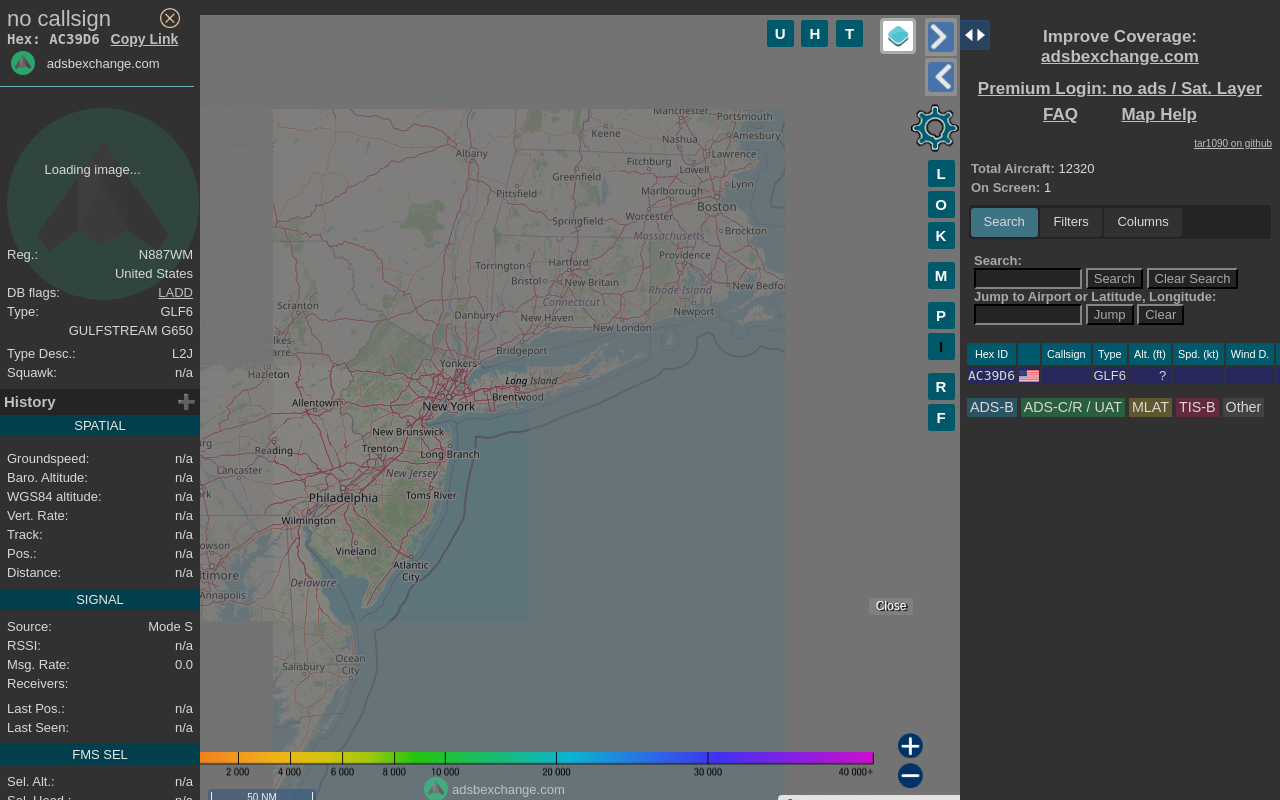 no callsign
Hex: AC39D6 Copy Link
adsbexchange.com
Loading image...
Reg.: N887WM
United States
DB flags: LADD
Type: GLF6
GULFSTREAM G650
Type Desc.: L2J
Squawk: n/a
History
SPATIAL
Groundspeed: n/a
Baro. Altitude: n/a
WGS84 altitude: n/a
Vert. Rate: n/a
Track: n/a
Pos.: n/a
Distance: n/a
SIGNAL
Source: Mode S
RSSI: n/a
Msg. Rate: 0.0
Receivers:
Last Pos.: n/a
Last Seen: n/a
FMS SEL
Sel. Alt.: n/a
Sel. Head.: n/a
U H T
Manchester
Portsmouth
Keene
Amesbury
Albany
Fitchburg
Lawrence
Greenfield
Lowell
Pittsfield
Marlborough
Lynn
Springfield
Worcester
Boston
Massachusetts
Brockton
Torrington
Hartford
Providence
Bristol
New Britain
Rhode Island
New Bedfor
Scranton
Connecticut
Danbury
New Haven
New London
Newport
ilkes-
arre
Bridgeport
Hazleton
Yonkers
Long Island
Allentown
New York
Brentwood
New Brunswick
Reading
Trenton
Long Branch
Lancaster
New Jersey
Philadelphia
Toms River
Wilmington
Vineland
Atlantic
City
Delaware
owson
ltimore
Annapolis
Salisbury
Ocean
City
L
O
K
M
P
I
R
F
Close
2 000 4 000 6 000 8 000 10 000 20 000 30 000 40 000+
adsbexchange.com
50 NM
Improve Coverage:
adsbexchange.com
Premium Login: no ads / Sat. Layer
FAQ Map Help
tar1090 on github
Total Aircraft: 12320
On Screen: 1
Search Filters Columns
Search:
Search Clear Search
Jump to Airport or Latitude, Longitude:
Jump Clear
Hex ID Callsign Type Alt. (ft) Spd. (kt) Wind D.
AC39D6 GLF6 ?
ADS-B ADS-C/R / UAT MLAT TIS-B Other